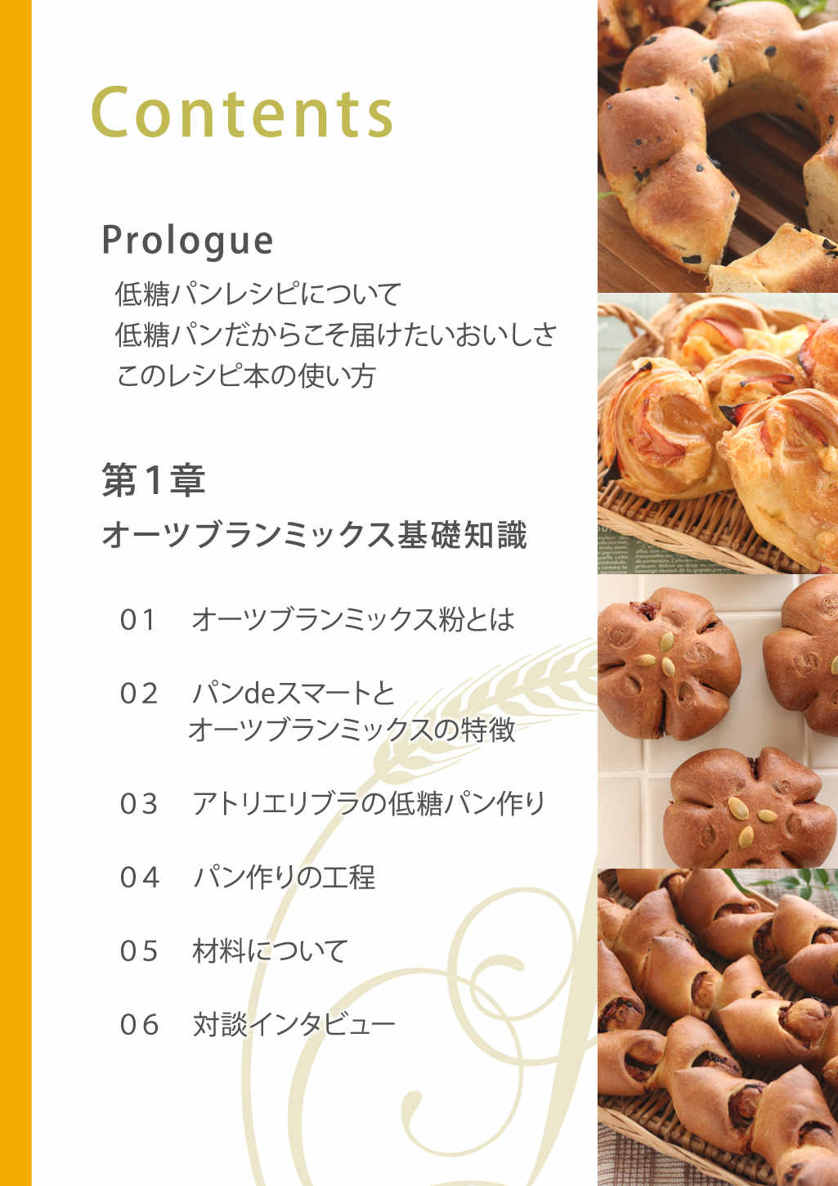 Contents
Prologue
低糖パンレシピについて
低糖パンだからこそ届けたいおいしさ
このレシピ本の使い方
第1章
オーツブランミックス基礎知識
01 オーツブランミックス粉とは
02 パンdeスマートと
オーツブランミックスの特徴
03 アトリエリブラの低糖パン作り
04 パン作りの工程
05 材料について
06 対談インタビュー